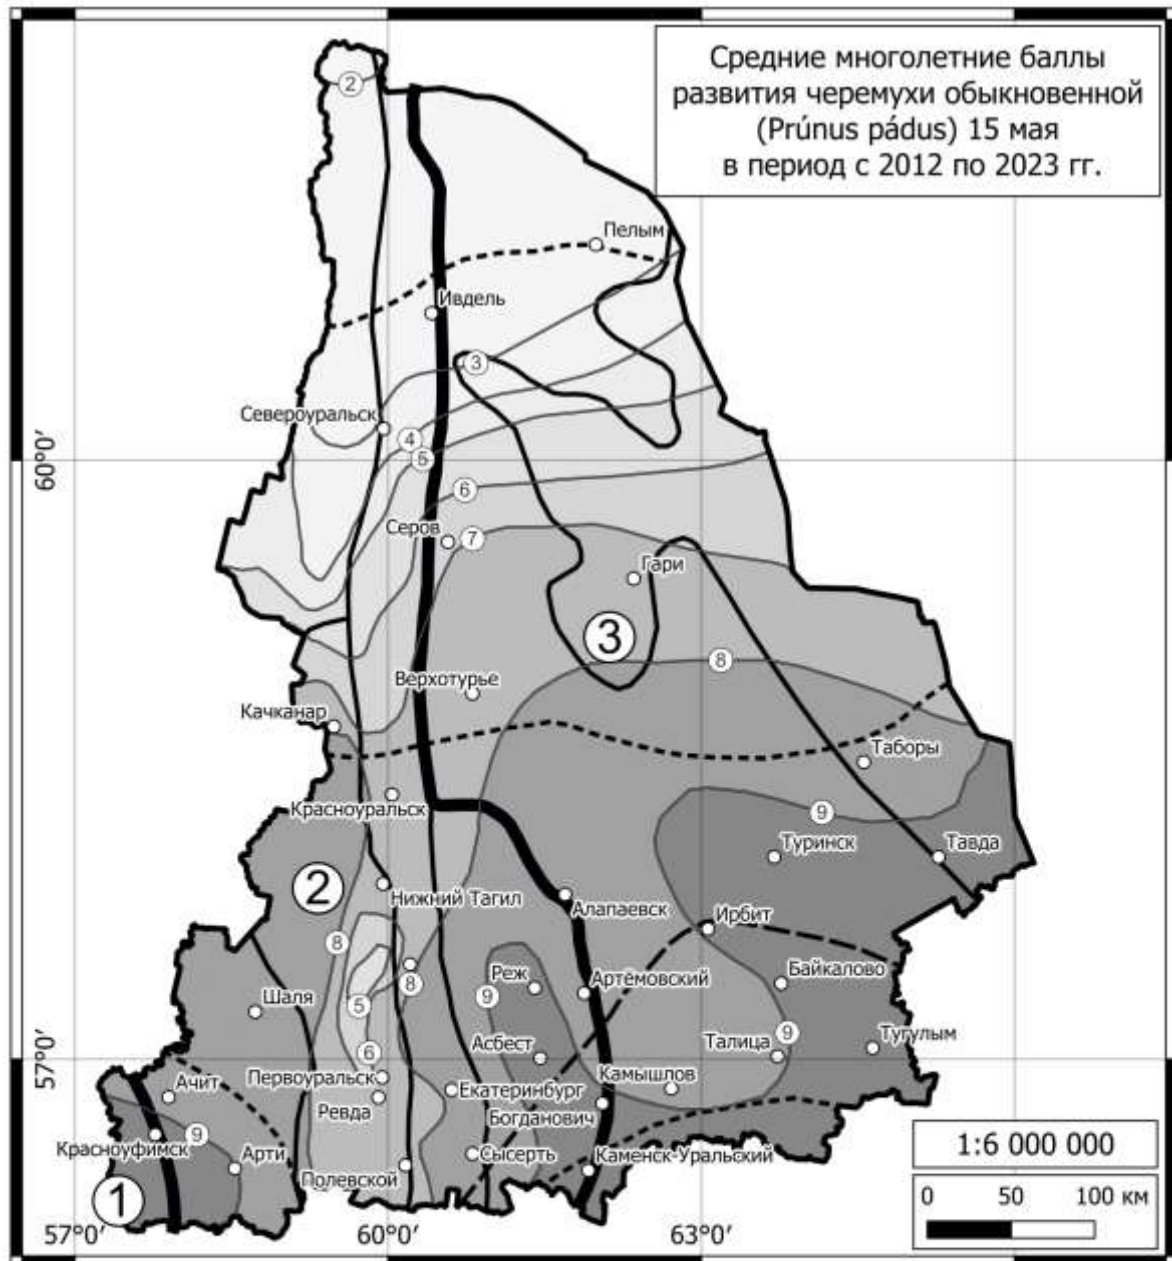 Средние многолетние баллы
развития черемухи обыкновенной
(Prúnus pádus) 15 мая
в период с 2012 по 2023 гг.
2
Пелым
Ивдель
3
Североуральск
4
5
60°0′
6
Серов
7
Гари
3
8
Верхотурье
Качканар
Таборы
Красноуральск
9
Туринск
Тавда
2
Нижний Тагил
Алапаевск
Ирбит
8
Реж
Артёмовский
Байкалово
8
9
Шаля
5
9
Асбест
Талица
Тугулым
57°0′
6
Ачит
Первоуральск
Екатеринбург
Камышлов
Ревда
Богданович
9
Красноуфимск
Арти
Сысерть
Каменск-Уральский
Полевской
1
1:6 000 000
0 50 100 км
57°0′ 60°0′ 63°0′